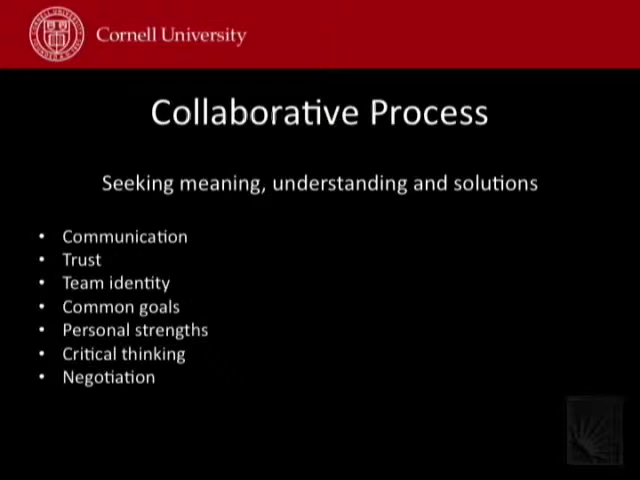 Cornell University
Collaborative Process
Seeking meaning, understanding and solutions
• Communication
• Trust
• Team identity
• Common goals
• Personal strengths
• Critical thinking
• Negotiation